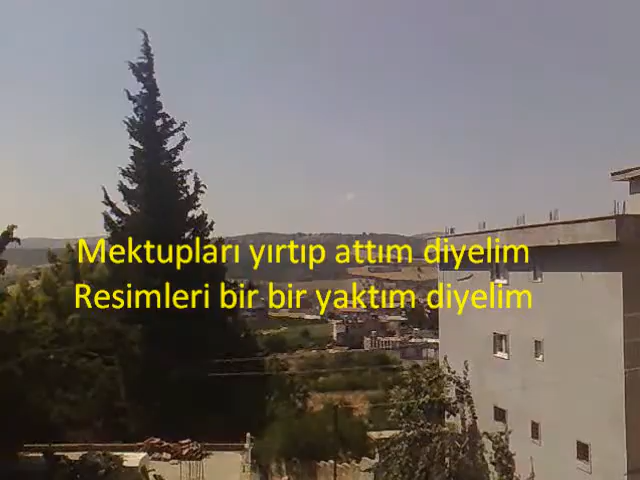 Mektupları yırtıp attım diyelim
Resimleri bir bir yaktım diyelim